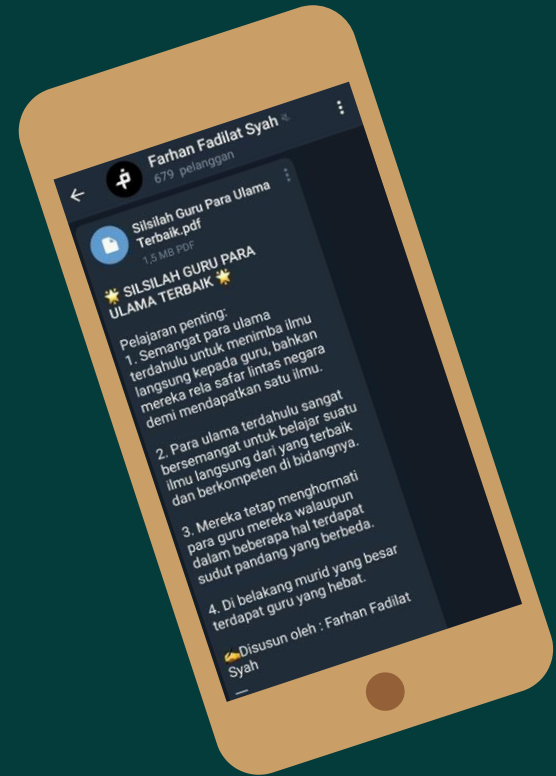 Farhan Fadilat Syah
679 pelanggan
Silsilah Guru Para Ulama
Terbaik.pdf
1,5 MB PDF
🌟 SILSILAH GURU PARA
ULAMA TERBAIK 🌟
Pelajaran penting:
1. Semangat para ulama
terdahulu untuk menimba ilmu
langsung kepada guru, bahkan
mereka rela safar lintas negara
demi mendapatkan satu ilmu.
2. Para ulama terdahulu sangat
bersemangat untuk belajar suatu
ilmu langsung dari yang terbaik
dan berkompeten di bidangnya.
3. Mereka tetap menghormati
para guru mereka walaupun
dalam beberapa hal terdapat
sudut pandang yang berbeda.
4. Di belakang murid yang besar
terdapat guru yang hebat.
✍️Disusun oleh : Farhan Fadilat
Syah